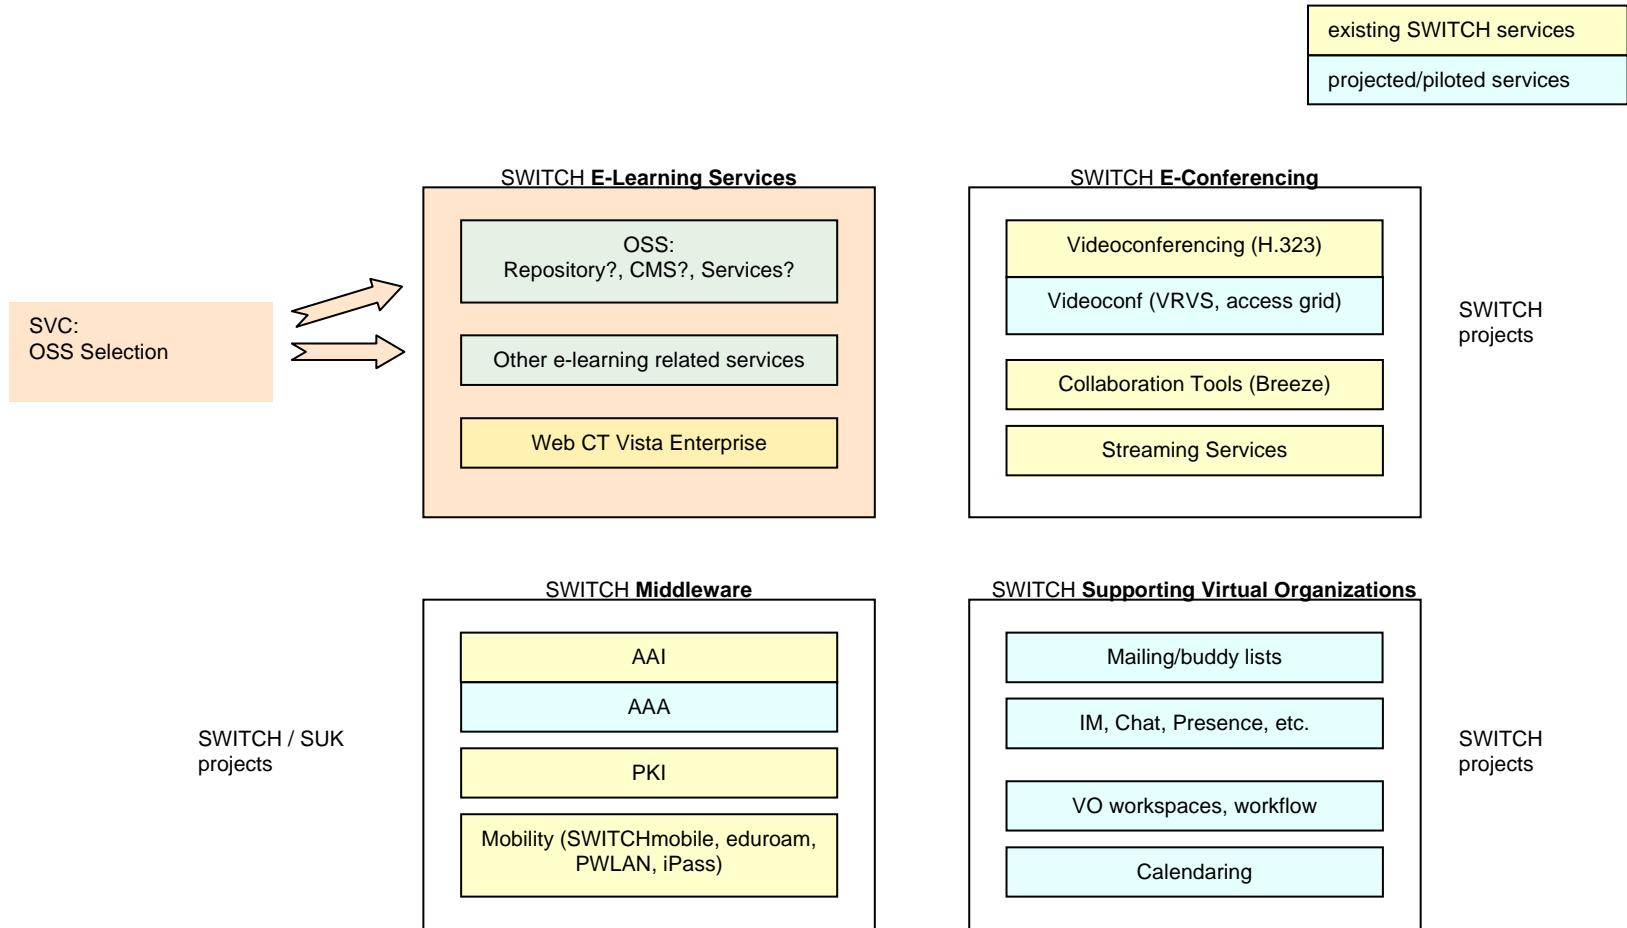 existing SWITCH services
projected/piloted services
SWITCH E-Learning Services
OSS:
Repository?, CMS?, Services?
Other e-learning related services
Web CT Vista Enterprise
SVC:
OSS Selection
SWITCH E-Conferencing
Videoconferencing (H.323)
Videoconf (VRVS, access grid)
Collaboration Tools (Breeze)
Streaming Services
SWITCH
projects
SWITCH Middleware
AAI
AAA
PKI
Mobility (SWITCHmobile, eduroam,
PWLAN, iPass)
SWITCH / SUK
projects
SWITCH Supporting Virtual Organizations
Mailing/buddy lists
IM, Chat, Presence, etc.
VO workspaces, workflow
Calendaring
SWITCH
projects